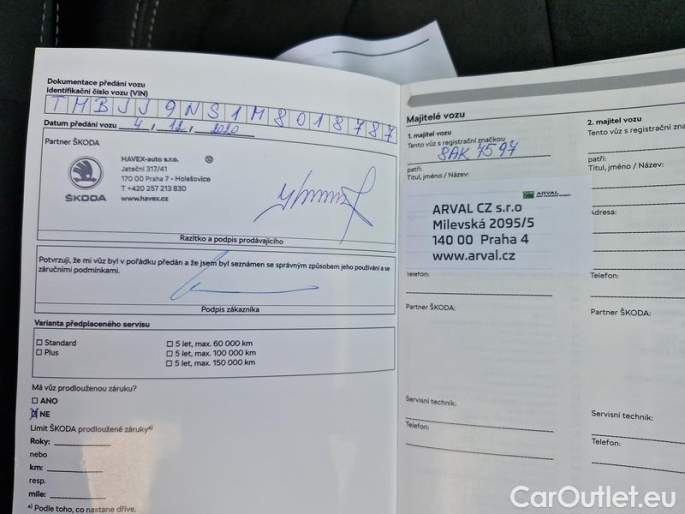 Dokumentace předání vozu
Identifikační číslo vozu (VIN)
TMBJJ9NS1M8018787
Datum předání vozu 4, 12, 2020
Partner ŠKODA
HAVEX-auto s.r.o.
Jateční 317/41
170 00 Praha 7 - Holešovice
T +420 257 213 830
www.havex.cz
ŠKODA
Razítko a podpis prodávajícího
Potvrzuji, že mi vůz byl v pořádku předán a že jsem byl seznámen se správným způsobem jeho používání a se
záručními podmínkami.
Podpis zákazníka
Varianta předplaceného servisu
Standard
Plus
5 let, max. 60 000 km
5 let, max. 100 000 km
5 let, max. 150 000 km
Má vůz prodlouženou záruku?
ANO
NE
Limit ŠKODA prodloužené záruky⁴⁾
Roky:
nebo
km:
resp.
míle:
⁴⁾ Podle toho, co nastane dříve.
Majitelé vozu
1. majitel vozu
Tento vůz s registrační značkou
8AK 7597
patří:
Titul, jméno / Název:
ARVAL
ARVAL CZ s.r.o
Milevská 2095/5
140 00 Praha 4
www.arval.cz
Telefon:
Partner ŠKODA:
Servisní technik:
Telefon:
2. majitel vozu
Tento vůz s registrační
patří:
Titul, jméno / Název:
Adresa:
Telefon:
Partner ŠKODA:
Servisní technik:
Telefon:
CarOutlet.eu